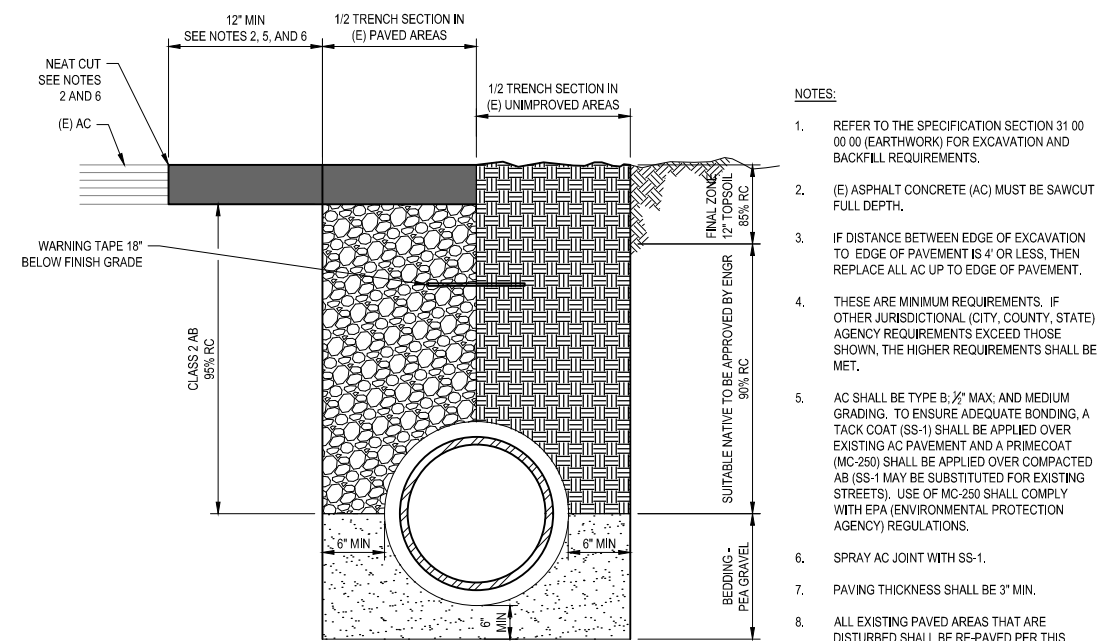 12" MIN
SEE NOTES 2, 5, AND 6
1/2 TRENCH SECTION IN
(E) PAVED AREAS
NEAT CUT
SEE NOTES
2 AND 6
(E) AC
1/2 TRENCH SECTION IN
(E) UNIMPROVED AREAS
WARNING TAPE 18"
BELOW FINISH GRADE
CLASS 2 AB
95% RC
FINAL ZONE
12" TOPSOIL
85% RC
SUITABLE NATIVE TO BE APPROVED BY ENGR
90% RC
6" MIN
6" MIN
6"
MIN
BEDDING -
PEA GRAVEL
NOTES:
1. REFER TO THE SPECIFICATION SECTION 31 00
00 00 (EARTHWORK) FOR EXCAVATION AND
BACKFILL REQUIREMENTS.
2. (E) ASPHALT CONCRETE (AC) MUST BE SAWCUT
FULL DEPTH.
3. IF DISTANCE BETWEEN EDGE OF EXCAVATION
TO EDGE OF PAVEMENT IS 4' OR LESS, THEN
REPLACE ALL AC UP TO EDGE OF PAVEMENT.
4. THESE ARE MINIMUM REQUIREMENTS. IF
OTHER JURISDICTIONAL (CITY, COUNTY, STATE)
AGENCY REQUIREMENTS EXCEED THOSE
SHOWN, THE HIGHER REQUIREMENTS SHALL BE
MET.
5. AC SHALL BE TYPE B; ½" MAX; AND MEDIUM
GRADING. TO ENSURE ADEQUATE BONDING, A
TACK COAT (SS-1) SHALL BE APPLIED OVER
EXISTING AC PAVEMENT AND A PRIMECOAT
(MC-250) SHALL BE APPLIED OVER COMPACTED
AB (SS-1 MAY BE SUBSTITUTED FOR EXISTING
STREETS). USE OF MC-250 SHALL COMPLY
WITH EPA (ENVIRONMENTAL PROTECTION
AGENCY) REGULATIONS.
6. SPRAY AC JOINT WITH SS-1.
7. PAVING THICKNESS SHALL BE 3" MIN.
8. ALL EXISTING PAVED AREAS THAT ARE
DISTURBED SHALL BE RE-PAVED PER THIS